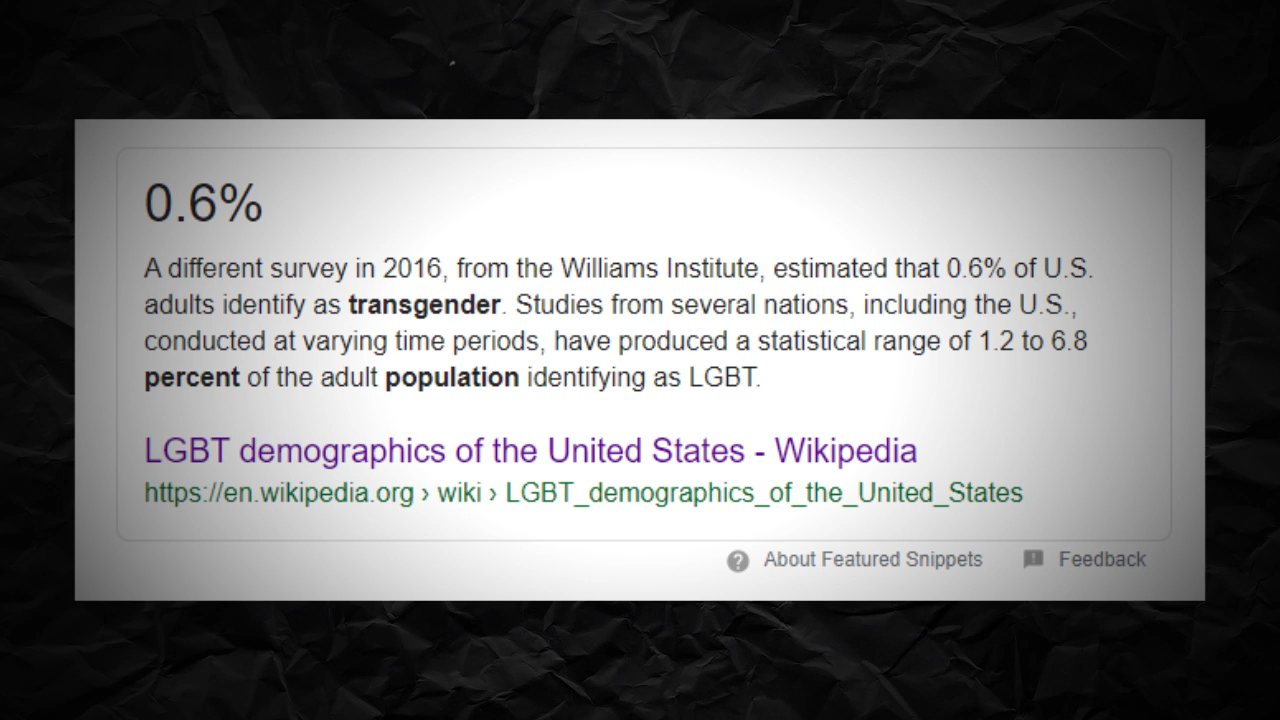 0.6%
A different survey in 2016, from the Williams Institute, estimated that 0.6% of U.S.
adults identify as transgender. Studies from several nations, including the U.S.,
conducted at varying time periods, have produced a statistical range of 1.2 to 6.8
percent of the adult population identifying as LGBT.
LGBT demographics of the United States - Wikipedia
https://en.wikipedia.org › wiki › LGBT_demographics_of_the_United_States
About Featured Snippets Feedback